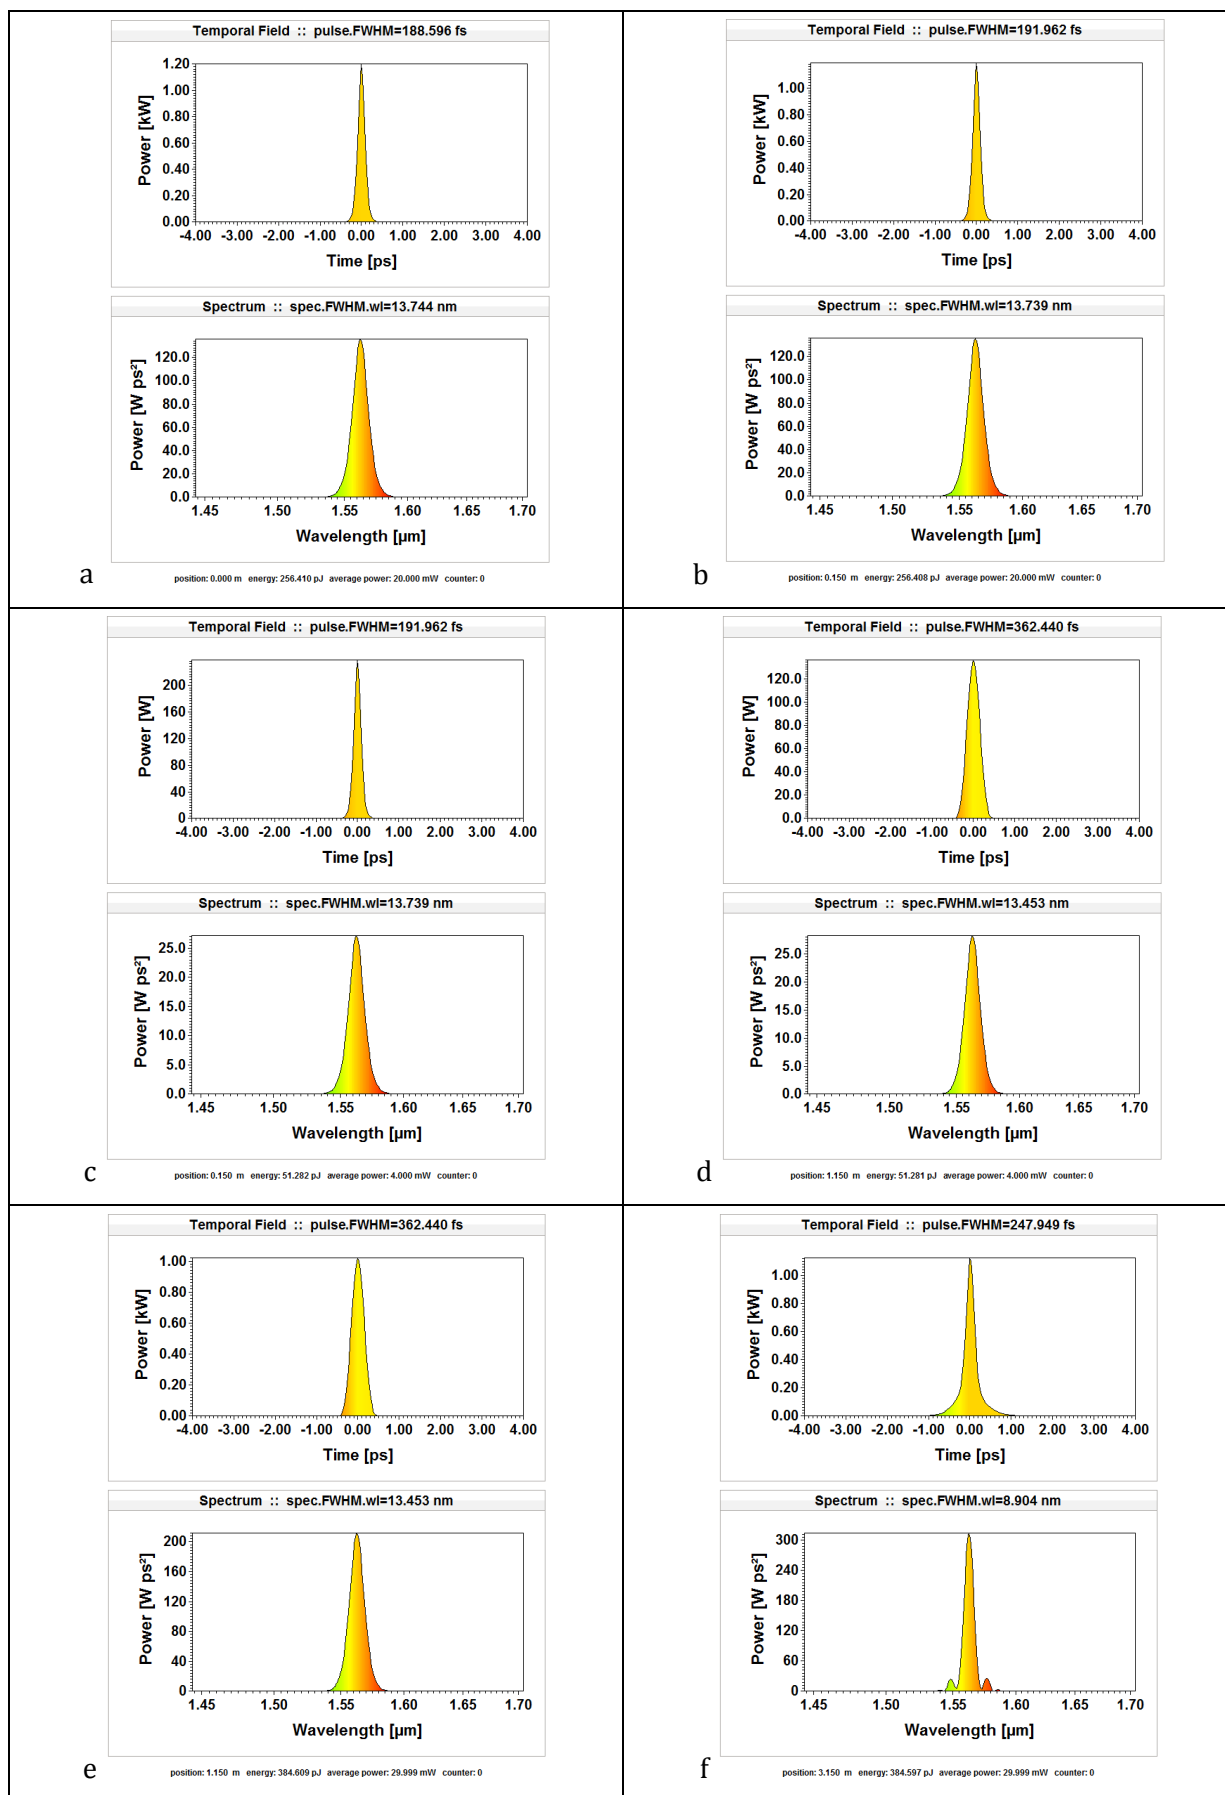 Temporal Field :: pulse.FWHM=188.596 fs
1.20
1.00
0.80
0.60
0.40
0.20
0.00
Power [kW]
-4.00 -3.00 -2.00 -1.00 0.00 1.00 2.00 3.00 4.00
Time [ps]
Spectrum :: spec.FWHM.wl=13.744 nm
120.0
100.0
80.0
60.0
40.0
20.0
0.0
Power [W ps²]
1.45 1.50 1.55 1.60 1.65 1.70
Wavelength [µm]
a
position: 0.000 m energy: 256.410 pJ average power: 20.000 mW counter: 0
Temporal Field :: pulse.FWHM=191.962 fs
1.00
0.80
0.60
0.40
0.20
0.00
Power [kW]
-4.00 -3.00 -2.00 -1.00 0.00 1.00 2.00 3.00 4.00
Time [ps]
Spectrum :: spec.FWHM.wl=13.739 nm
120.0
100.0
80.0
60.0
40.0
20.0
0.0
Power [W ps²]
1.45 1.50 1.55 1.60 1.65 1.70
Wavelength [µm]
b
position: 0.150 m energy: 256.408 pJ average power: 20.000 mW counter: 0
Temporal Field :: pulse.FWHM=191.962 fs
200
160
120
80
40
0
Power [W]
-4.00 -3.00 -2.00 -1.00 0.00 1.00 2.00 3.00 4.00
Time [ps]
Spectrum :: spec.FWHM.wl=13.739 nm
25.0
20.0
15.0
10.0
5.0
0.0
Power [W ps²]
1.45 1.50 1.55 1.60 1.65 1.70
Wavelength [µm]
c
position: 0.150 m energy: 51.282 pJ average power: 4.000 mW counter: 0
Temporal Field :: pulse.FWHM=362.440 fs
120.0
100.0
80.0
60.0
40.0
20.0
0.0
Power [W]
-4.00 -3.00 -2.00 -1.00 0.00 1.00 2.00 3.00 4.00
Time [ps]
Spectrum :: spec.FWHM.wl=13.453 nm
25.0
20.0
15.0
10.0
5.0
0.0
Power [W ps²]
1.45 1.50 1.55 1.60 1.65 1.70
Wavelength [µm]
d
position: 1.150 m energy: 51.281 pJ average power: 4.000 mW counter: 0
Temporal Field :: pulse.FWHM=362.440 fs
1.00
0.80
0.60
0.40
0.20
0.00
Power [kW]
-4.00 -3.00 -2.00 -1.00 0.00 1.00 2.00 3.00 4.00
Time [ps]
Spectrum :: spec.FWHM.wl=13.453 nm
200
160
120
80
40
0
Power [W ps²]
1.45 1.50 1.55 1.60 1.65 1.70
Wavelength [µm]
e
position: 1.150 m energy: 384.609 pJ average power: 29.999 mW counter: 0
Temporal Field :: pulse.FWHM=247.949 fs
1.00
0.80
0.60
0.40
0.20
0.00
Power [kW]
-4.00 -3.00 -2.00 -1.00 0.00 1.00 2.00 3.00 4.00
Time [ps]
Spectrum :: spec.FWHM.wl=8.904 nm
300
240
180
120
60
0
Power [W ps²]
1.45 1.50 1.55 1.60 1.65 1.70
Wavelength [µm]
f
position: 3.150 m energy: 384.597 pJ average power: 29.999 mW counter: 0